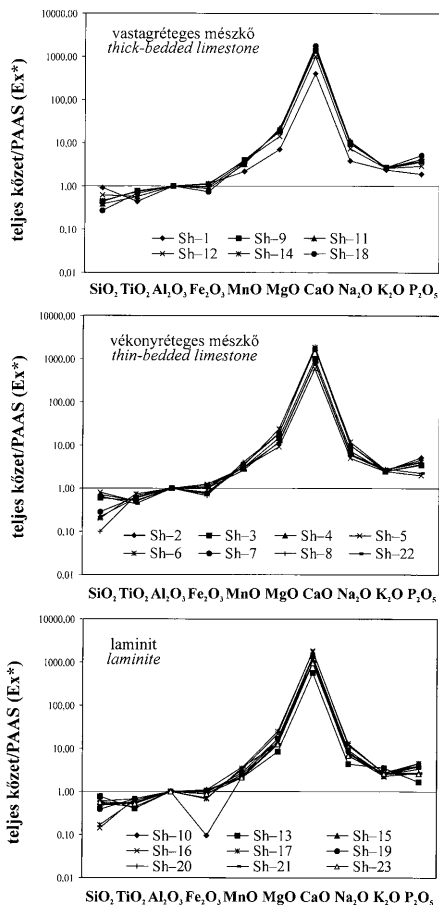 vastagréteges mészkő
thick-bedded limestone
teljes kőzet/PAAS (Ex*)
10000,00
1000,00
100,00
10,00
1.00
0,10
0,01
Sh–1 Sh–9 Sh–11
Sh–12 Sh–14 Sh–18
SiO₂ TiO₂ Al₂O₃ Fe₂O₃ MnO MgO CaO Na₂O K₂O P₂O₅
vékonyréteges mészkő
thin-bedded limestone
teljes kőzet/PAAS (Ex*)
10000,00
1000,00
100,00
10,00
1.00
0,10
0,01
Sh–2 Sh–3 Sh–4 Sh–5
Sh–6 Sh–7 Sh–8 Sh–22
SiO₂ TiO₂ Al₂O₃ Fe₂O₃ MnO MgO CaO Na₂O K₂O P₂O₅
laminit
laminite
teljes kőzet/PAAS (Ex*)
10000,00
1000,00
100,00
10,00
1.00
0,10
0,01
Sh–10 Sh–13 Sh–15
Sh–16 Sh–17 Sh–19
Sh–20 Sh–21 Sh–23
SiO₂ TiO₂ Al₂O₃ Fe₂O₃ MnO MgO CaO Na₂O K₂O P₂O₅